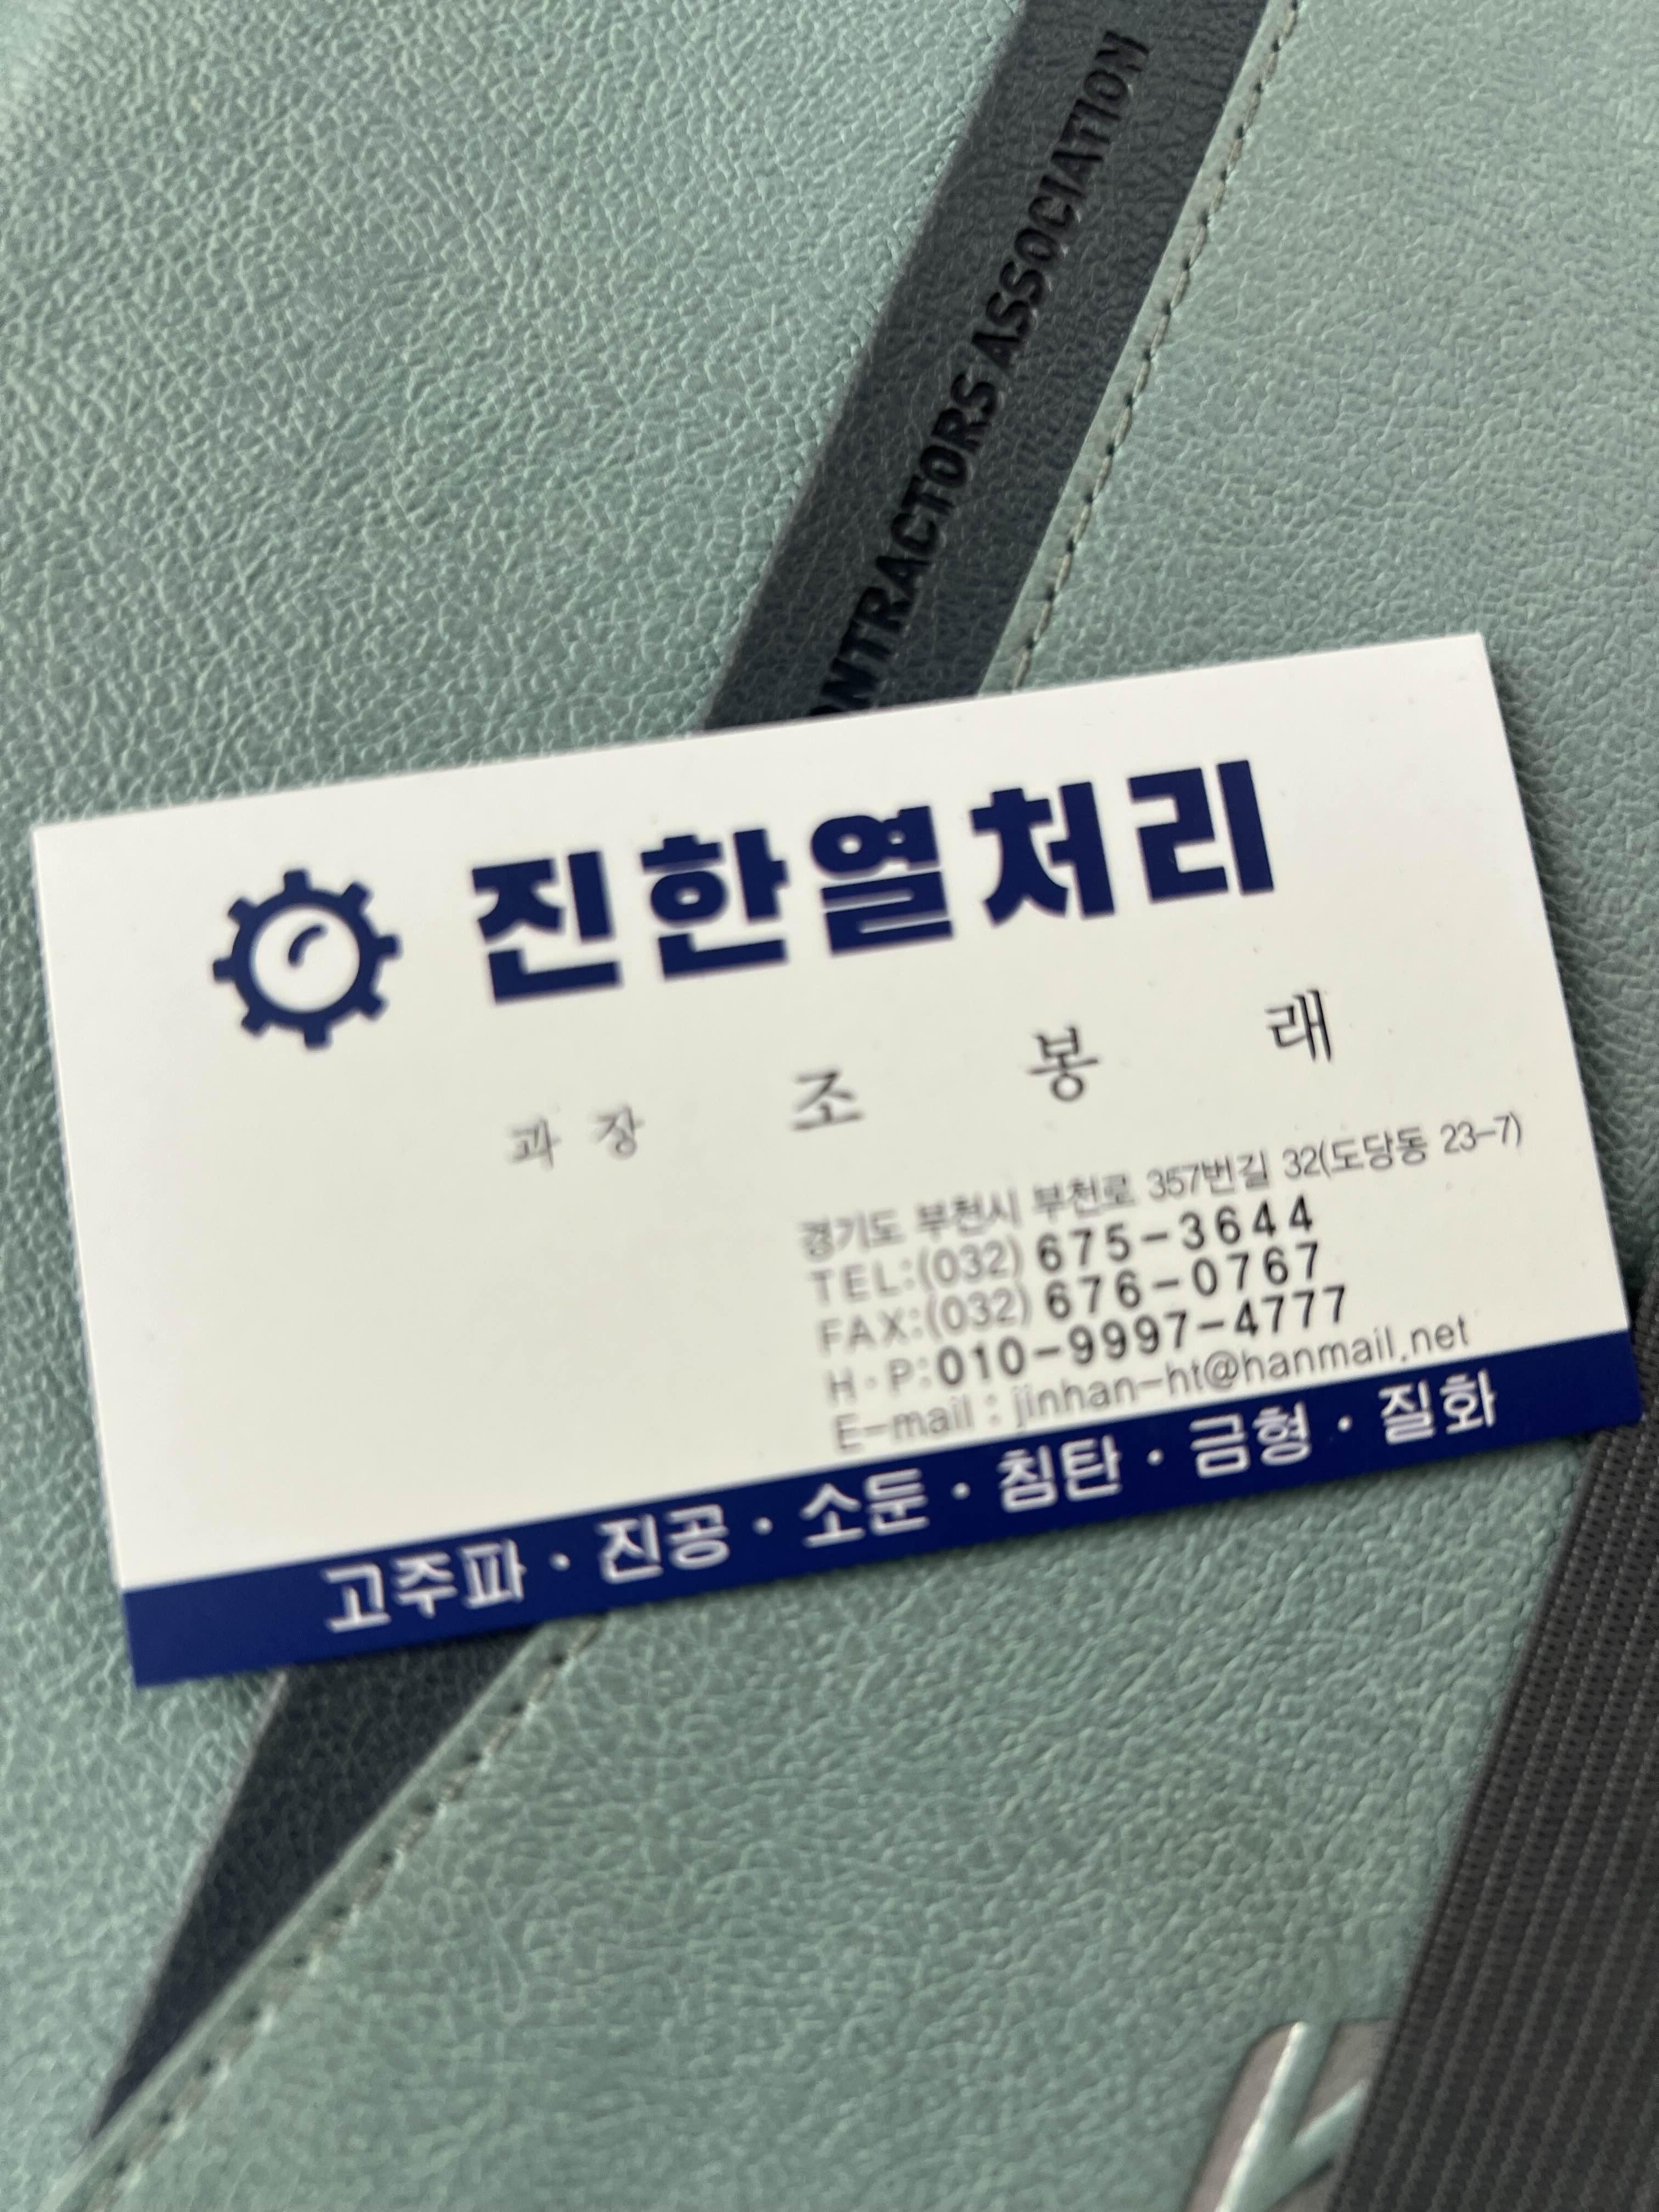 ONTRACTORS ASSOCIATION
진한열처리
과 장 조 봉 래
경기도 부천시 부천로 357번길 32(도당동 23-7)
TEL:(032) 675-3644
FAX:(032) 676-0767
H·P:010-9997-4777
E-mail : jinhan-ht@hanmail.net
고주파 · 진공 · 소둔 · 침탄 · 금형 · 질화